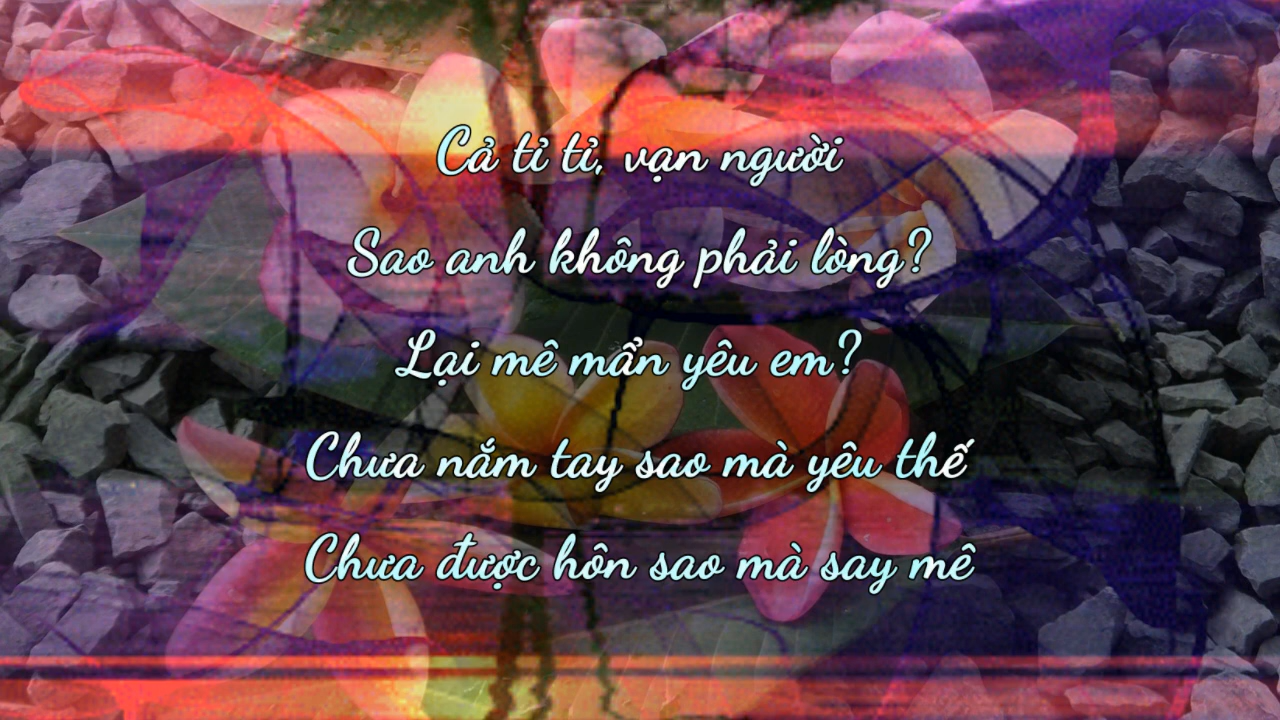 Cả tỉ tỉ, vạn người
Sao anh không phải lòng?
Lại mê mẩn yêu em?
Chưa nắm tay sao mà yêu thế
Chưa được hôn sao mà say mê